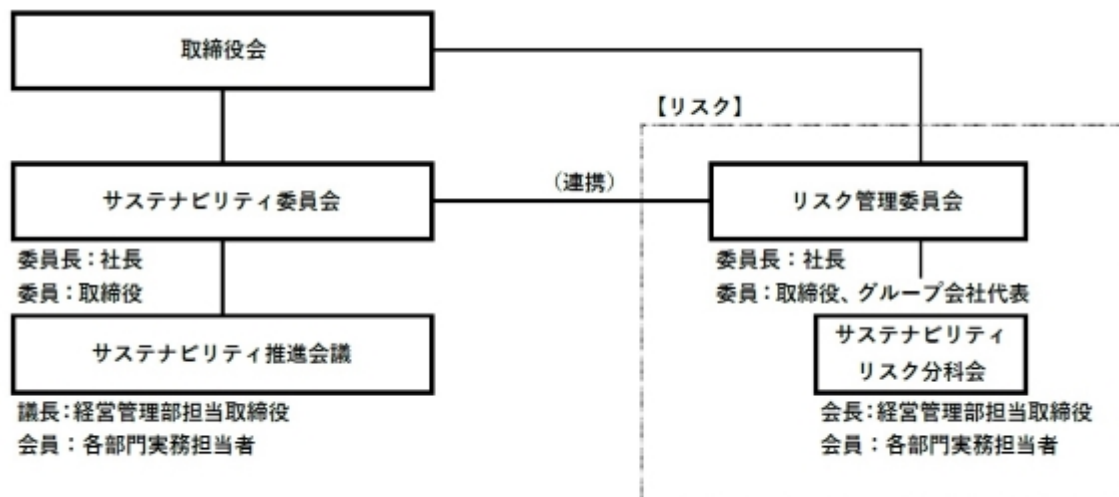 取締役会
【リスク】
サステナビリティ委員会
(連携)
リスク管理委員会
委員長：社長
委員：取締役
委員長：社長
委員：取締役、グループ会社代表
サステナビリティ推進会議
サステナビリティ
リスク分科会
議長：経営管理部担当取締役
会員：各部門実務担当者
会長：経営管理部担当取締役
会員：各部門実務担当者